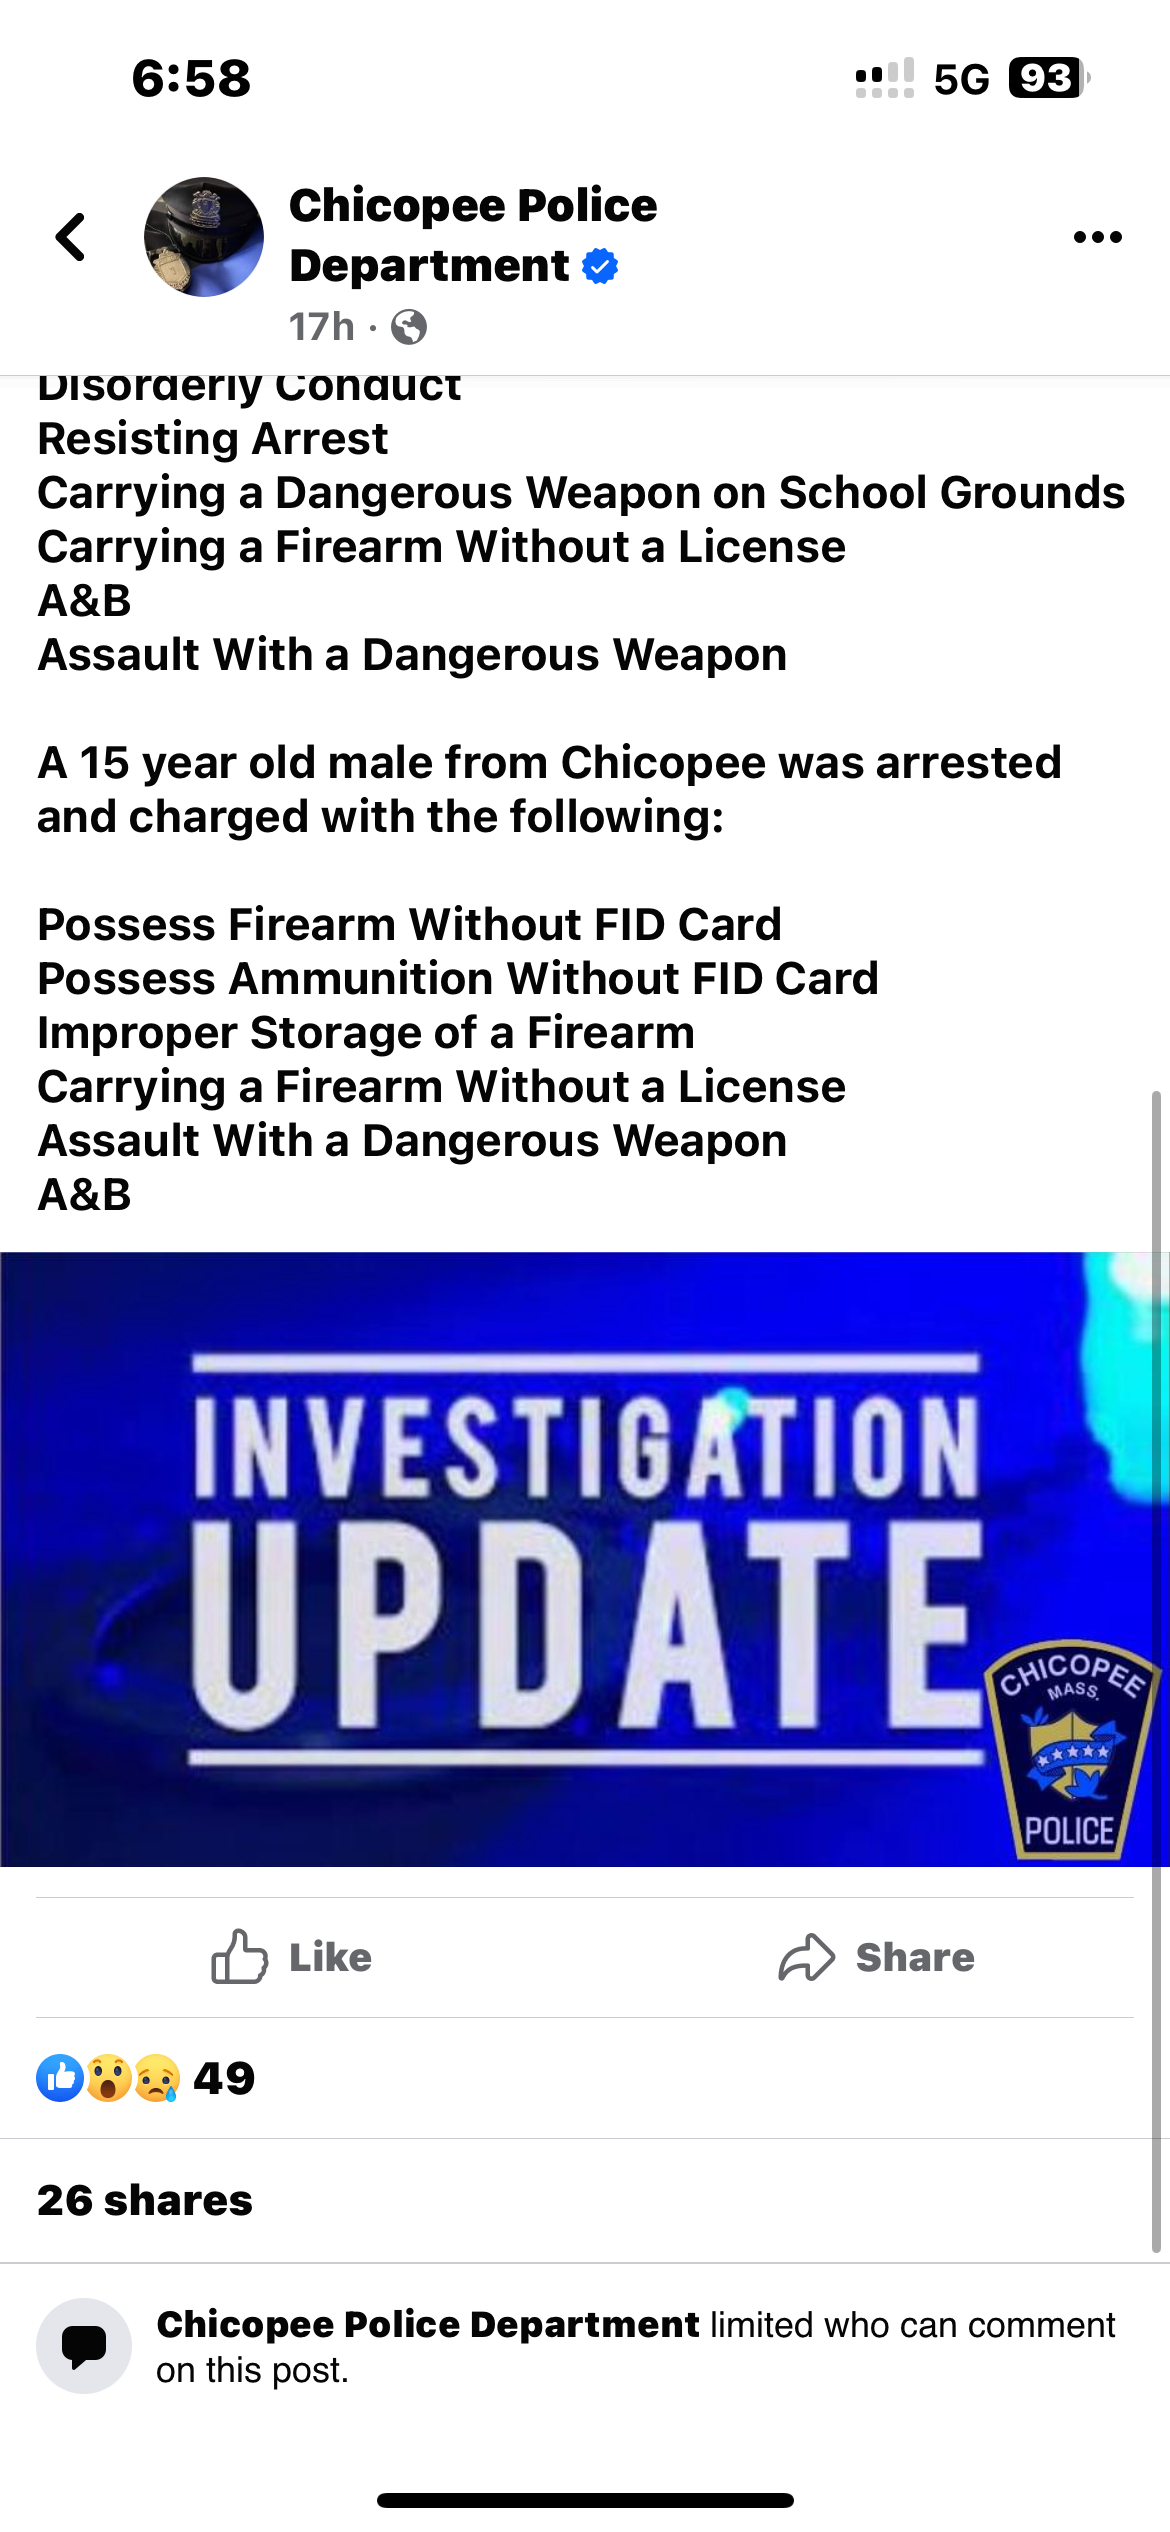 6:58
5G 93
Chicopee Police
Department
17h ·
Disorderly Conduct
Resisting Arrest
Carrying a Dangerous Weapon on School Grounds
Carrying a Firearm Without a License
A&B
Assault With a Dangerous Weapon
A 15 year old male from Chicopee was arrested
and charged with the following:
Possess Firearm Without FID Card
Possess Ammunition Without FID Card
Improper Storage of a Firearm
Carrying a Firearm Without a License
Assault With a Dangerous Weapon
A&B
INVESTIGATION
UPDATE
CHICOPEE
MASS.
POLICE
Like
Share
49
26 shares
Chicopee Police Department limited who can comment
on this post.